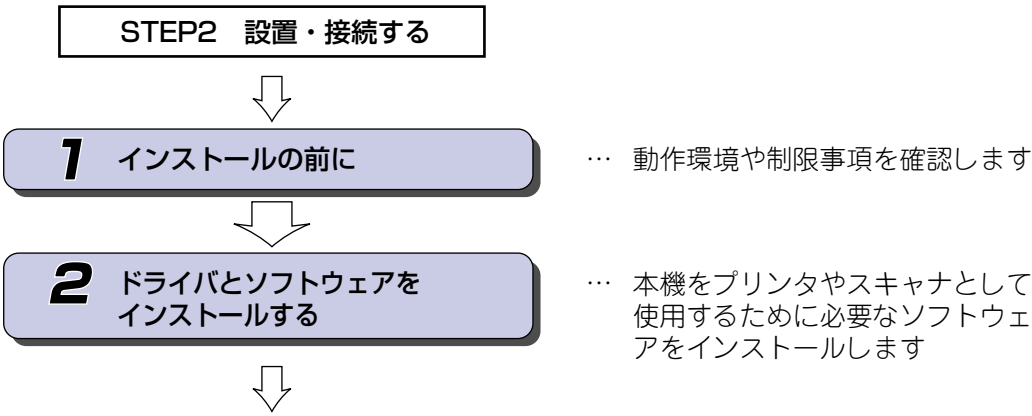 STEP2　設置・接続する
1 インストールの前に
… 動作環境や制限事項を確認します
2 ドライバとソフトウェアを
インストールする
… 本機をプリンタやスキャナとして
使用するために必要なソフトウェ
アをインストールします